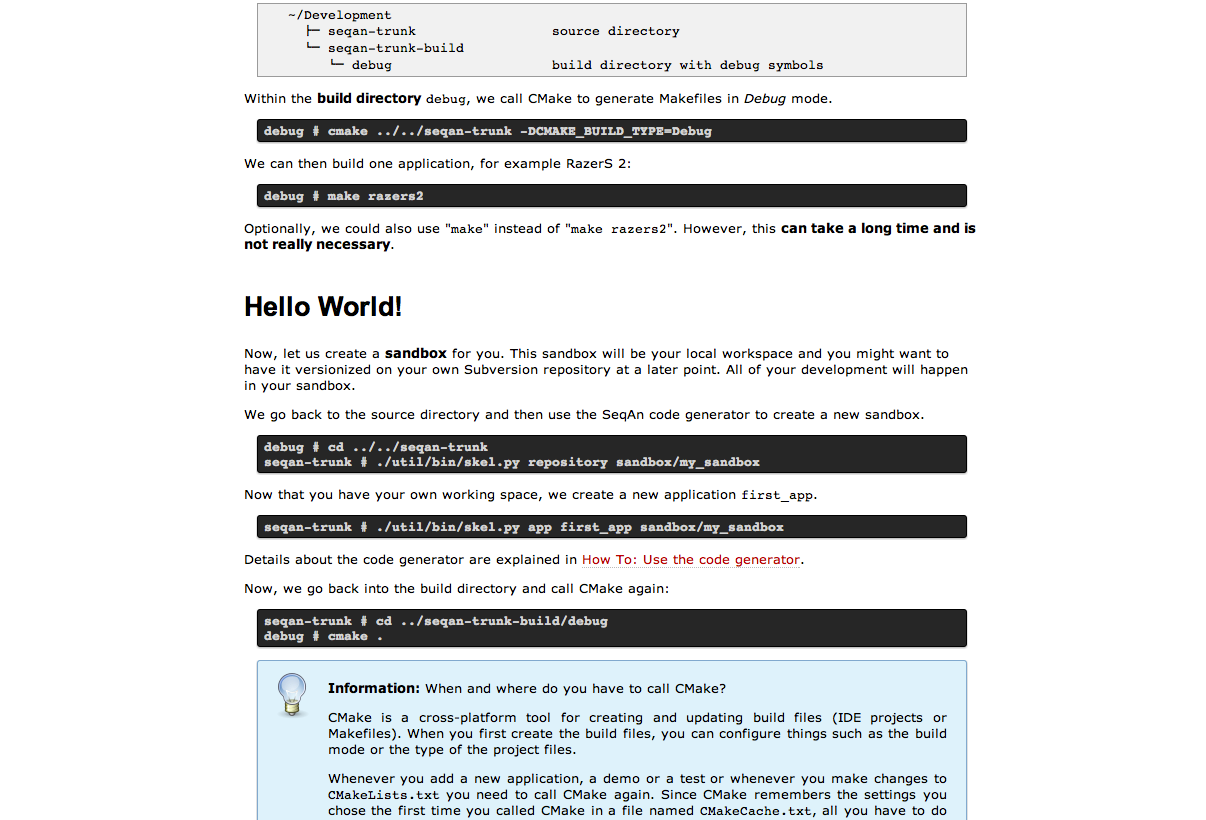 ~/Development
├─ seqan-trunk source directory
└─ seqan-trunk-build
└─ debug build directory with debug symbols
Within the build directory debug, we call CMake to generate Makefiles in Debug mode.
debug # cmake ../../seqan-trunk -DCMAKE_BUILD_TYPE=Debug
We can then build one application, for example RazerS 2:
debug # make razers2
Optionally, we could also use "make" instead of "make razers2". However, this can take a long time and is
not really necessary.
Hello World!
Now, let us create a sandbox for you. This sandbox will be your local workspace and you might want to
have it versionized on your own Subversion repository at a later point. All of your development will happen
in your sandbox.
We go back to the source directory and then use the SeqAn code generator to create a new sandbox.
debug # cd ../../seqan-trunk
seqan-trunk # ./util/bin/skel.py repository sandbox/my_sandbox
Now that you have your own working space, we create a new application first_app.
seqan-trunk # ./util/bin/skel.py app first_app sandbox/my_sandbox
Details about the code generator are explained in How To: Use the code generator.
Now, we go back into the build directory and call CMake again:
seqan-trunk # cd ../seqan-trunk-build/debug
debug # cmake .
Information: When and where do you have to call CMake?
CMake is a cross-platform tool for creating and updating build files (IDE projects or
Makefiles). When you first create the build files, you can configure things such as the build
mode or the type of the project files.
Whenever you add a new application, a demo or a test or whenever you make changes to
CMakeLists.txt you need to call CMake again. Since CMake remembers the settings you
chose the first time you called CMake in a file named CMakeCache.txt, all you have to do